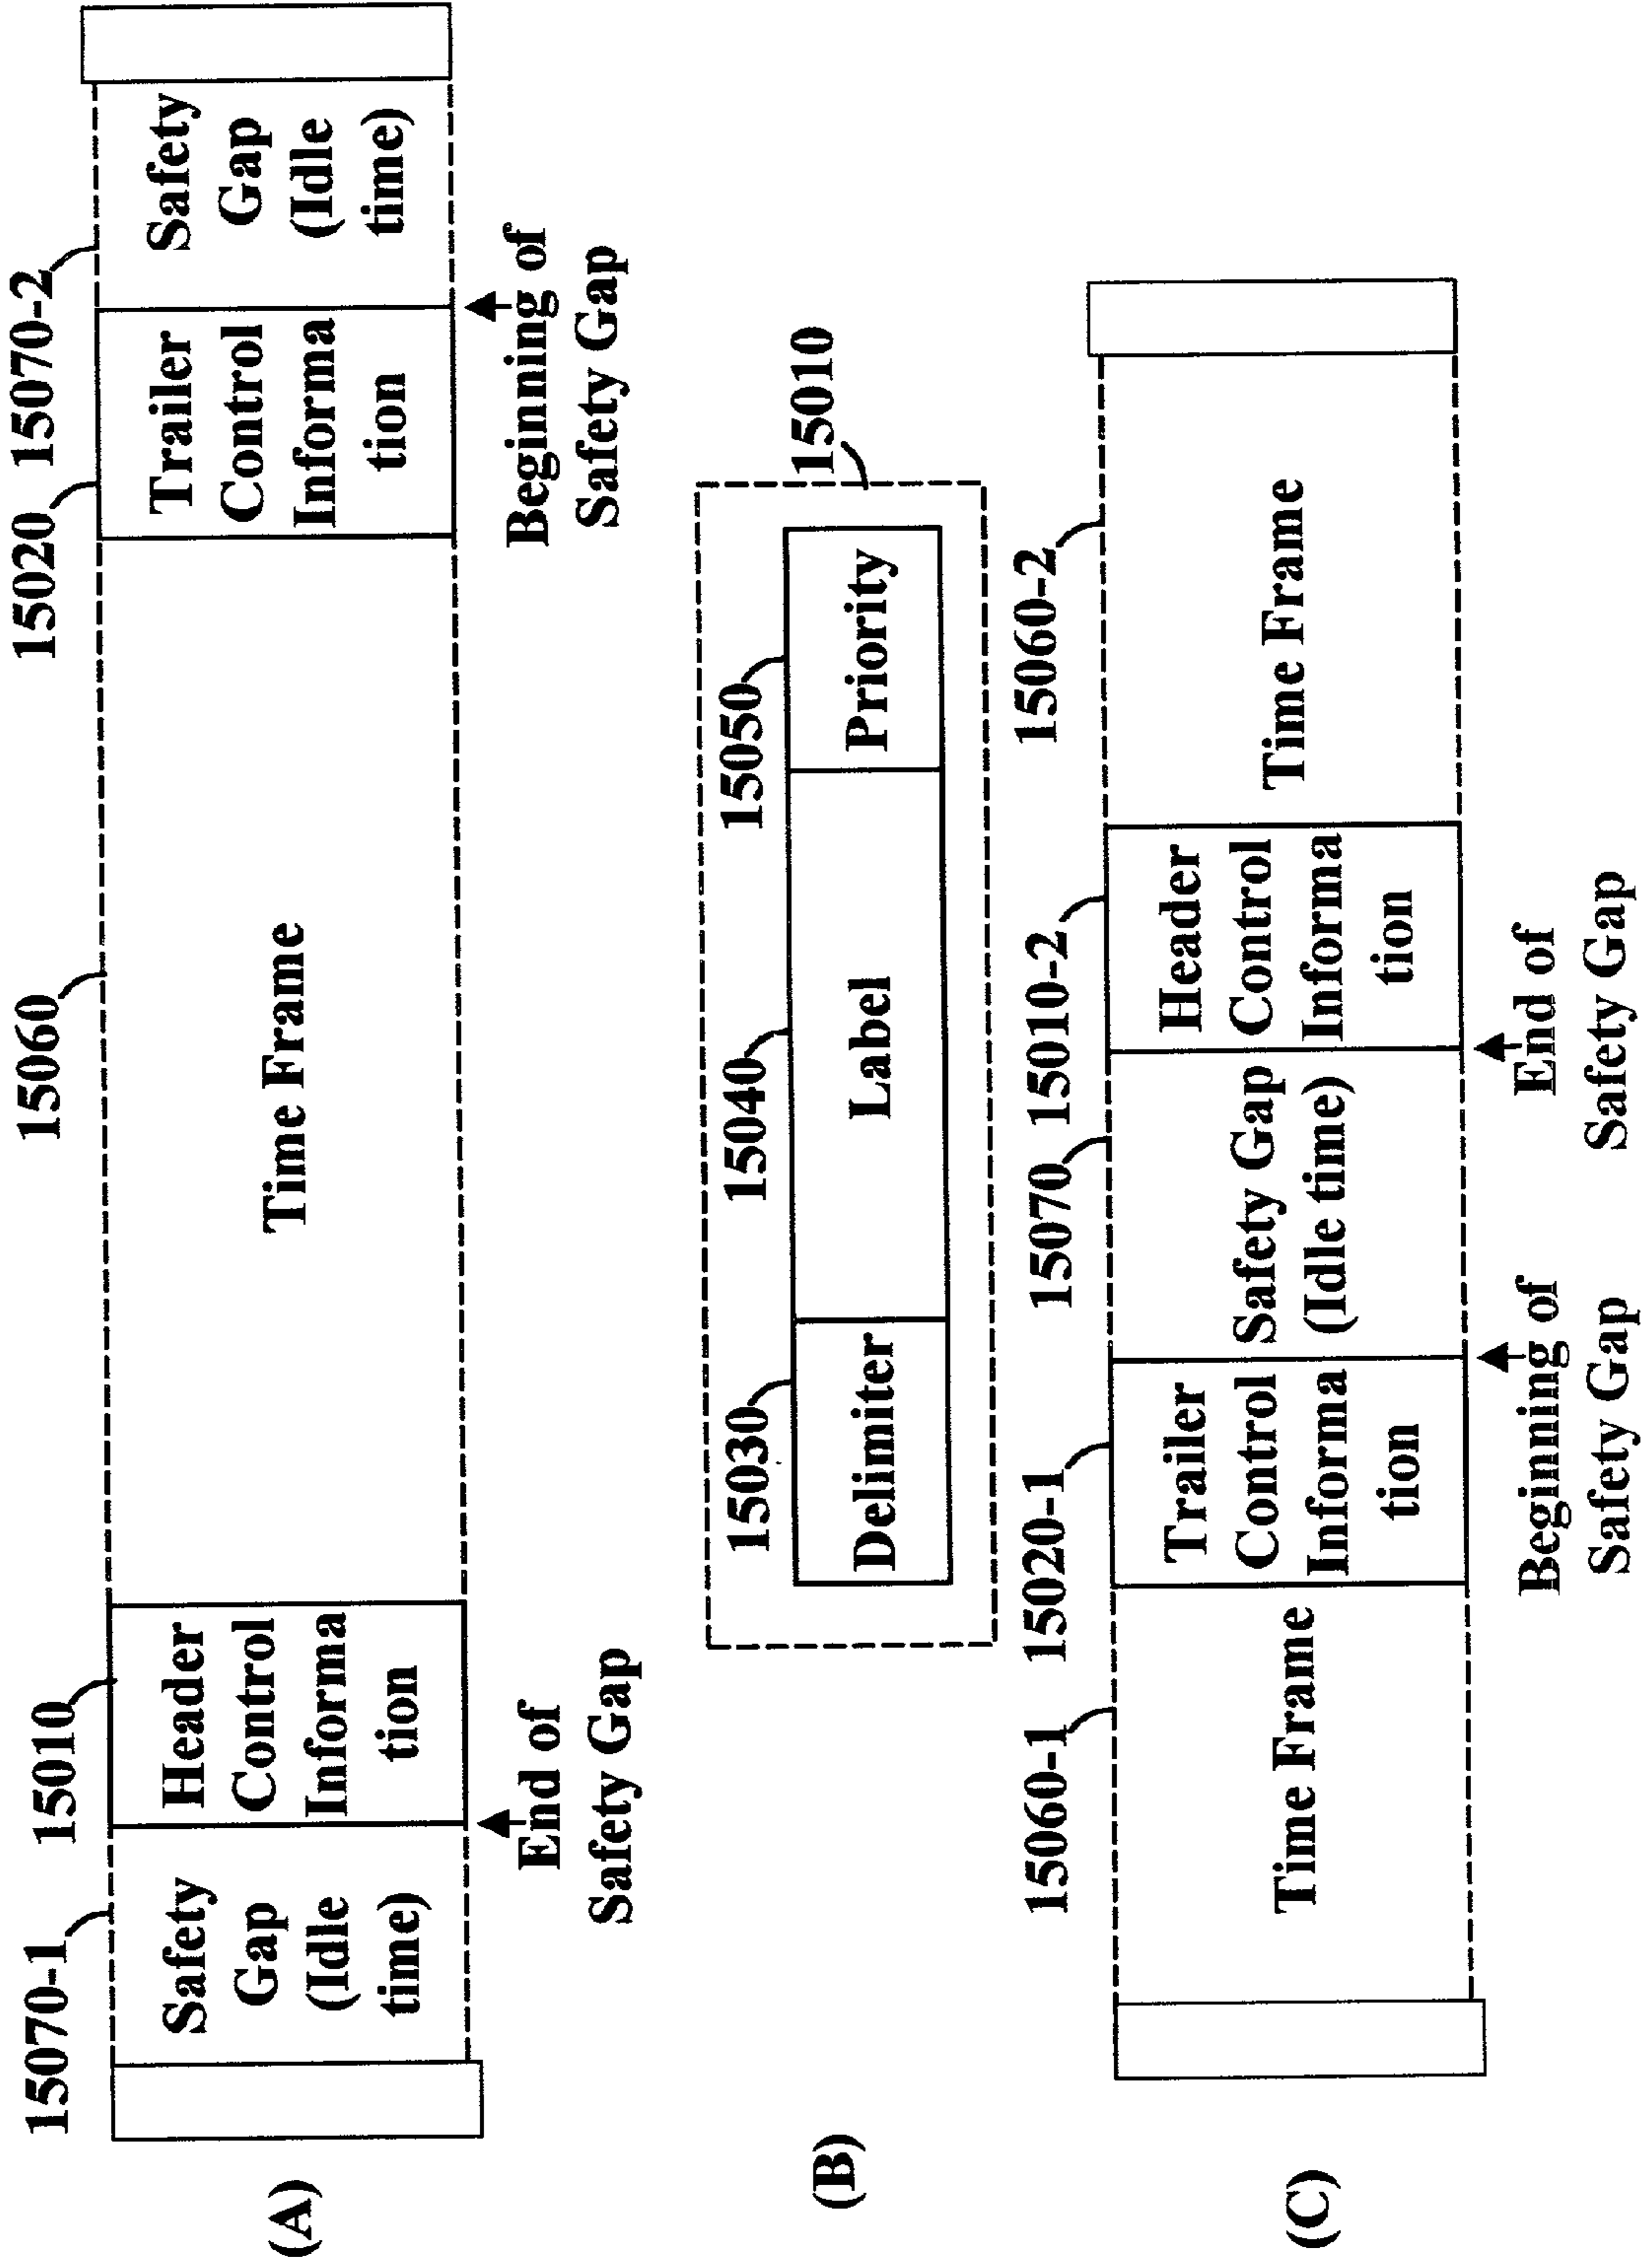 (A)
15070-1
15010
15060
15020
15070-2
Safety
Gap
(Idle
time)
Header
Control
Informa
tion
Time Frame
Trailer
Control
Informa
tion
Safety
Gap
(Idle
time)
End of
Safety Gap
Beginning of
Safety Gap
(B)
15030
15040
15050
15010
Delimiter
Label
Priority
(C)
15060-1
15020-1
15070
15010-2
15060-2
Time Frame
Trailer
Control
Informa
tion
Safety Gap
(Idle time)
Header
Control
Informa
tion
Time Frame
Beginning of
Safety Gap
End of
Safety Gap